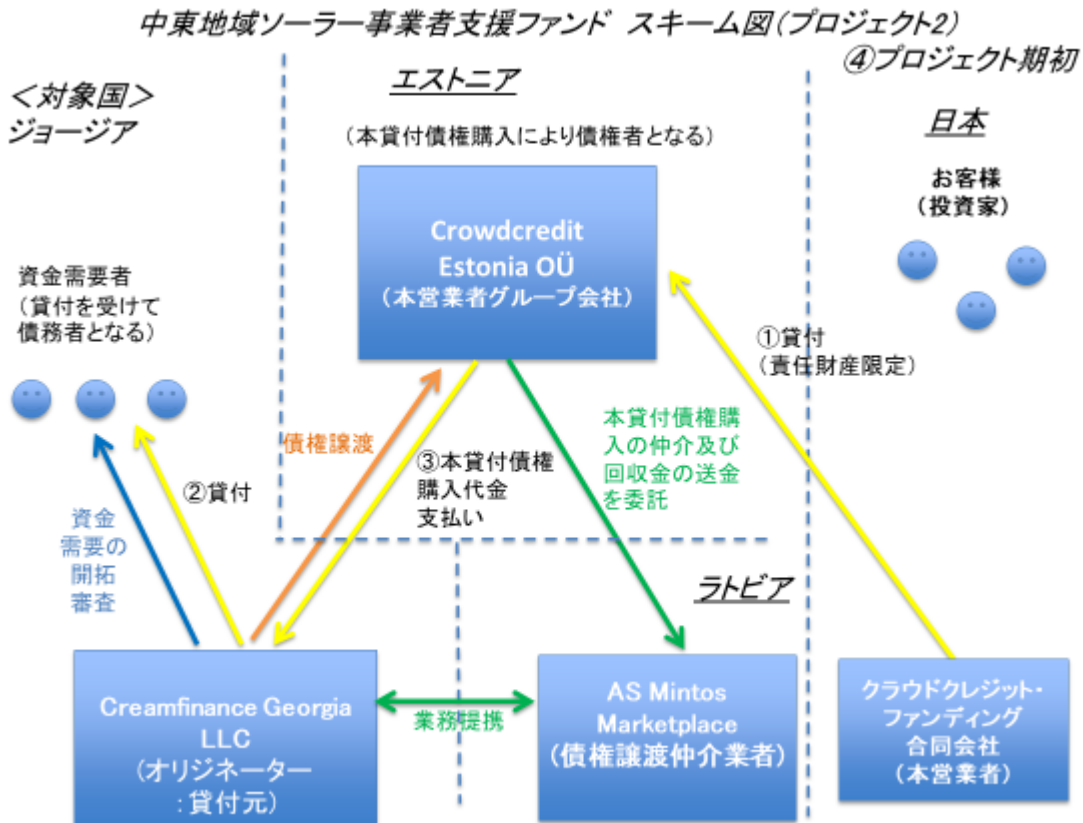 中東地域ソーラー事業者支援ファンド スキーム図(プロジェクト2)
④プロジェクト期初
<対象国>
ジョージア
エストニア
日本
(本貸付債権購入により債権者となる)
お客様
(投資家)
Crowdcredit
Estonia OÜ
(本営業者グループ会社)
資金需要者
(貸付を受けて
債務者となる)
①貸付
(責任財産限定)
債権譲渡
③本貸付債権
購入代金
支払い
本貸付債権購
入の仲介及び
回収金の送金
を委託
②貸付
資金
需要の
開拓
審査
ラトビア
Creamfinance Georgia
LLC
(オリジネーター
:貸付元)
業務提携
AS Mintos
Marketplace
(債権譲渡仲介業者)
クラウドクレジット・
ファンディング
合同会社
(本営業者)